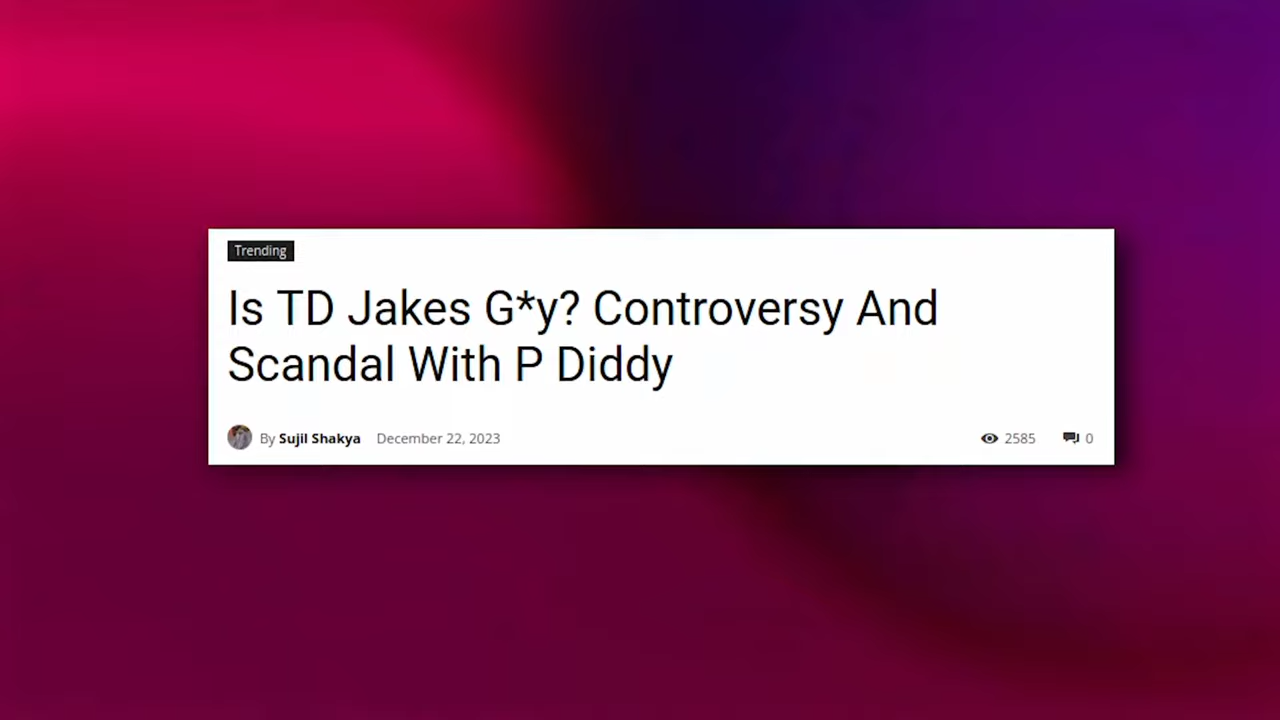 Trending
Is TD Jakes G*y? Controversy And
Scandal With P Diddy
By Sujil Shakya December 22, 2023 2585 0